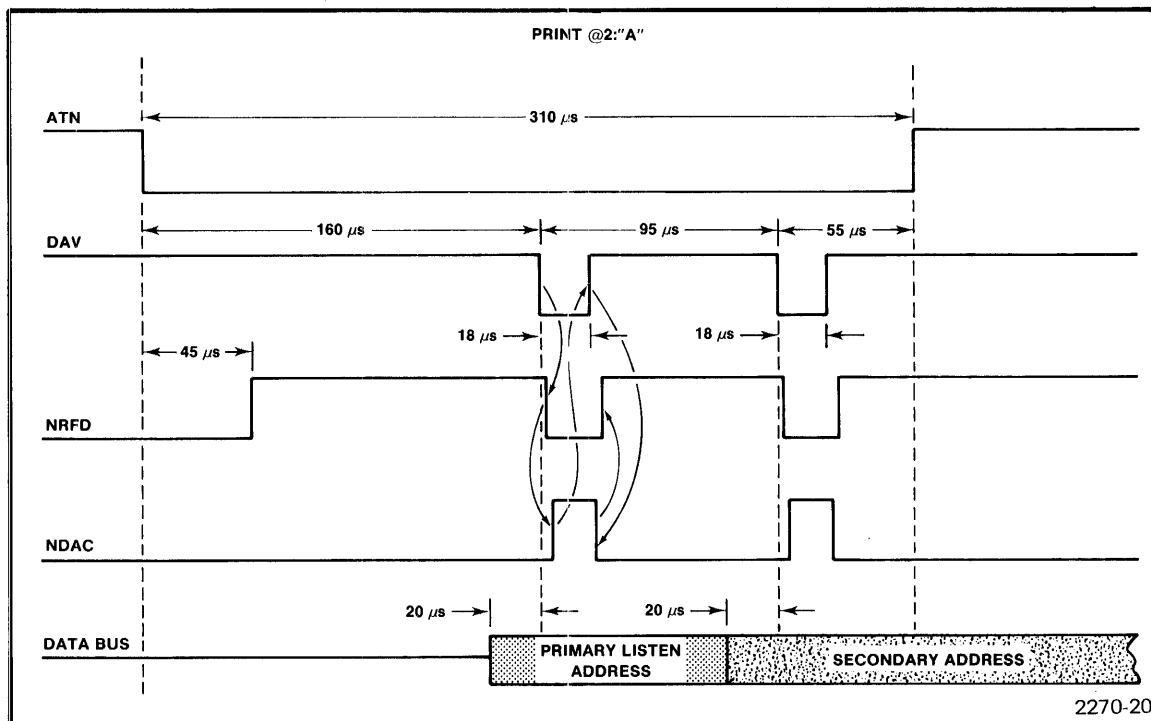 PRINT @2:"A"
ATN
310 µs
160 µs
95 µs
55 µs
DAV
18 µs
18 µs
45 µs
NRFD
NDAC
20 µs
20 µs
DATA BUS
PRIMARY LISTEN
ADDRESS
SECONDARY ADDRESS
2270-20